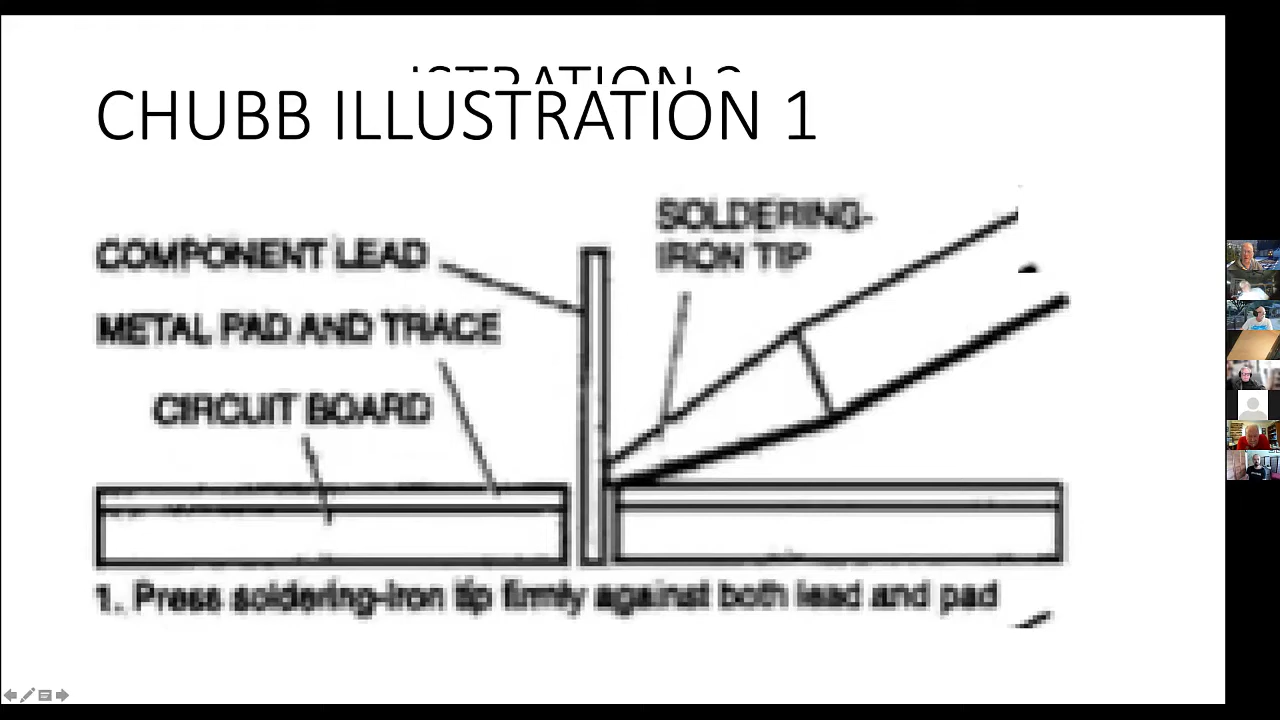 CHUBB ILLUSTRATION 1
SOLDERING-
IRON TIP
COMPONENT LEAD
METAL PAD AND TRACE
CIRCUIT BOARD
1. Press soldering-iron tip firmly against both lead and pad